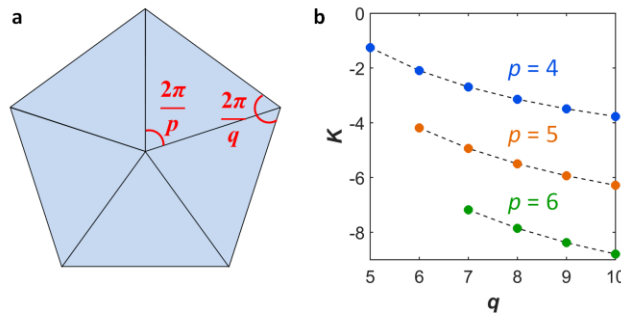 a
2π
p
2π
q
b
K
0
-2
-4
-6
-8
p = 4
p = 5
p = 6
5 6 7 8 9 10
q